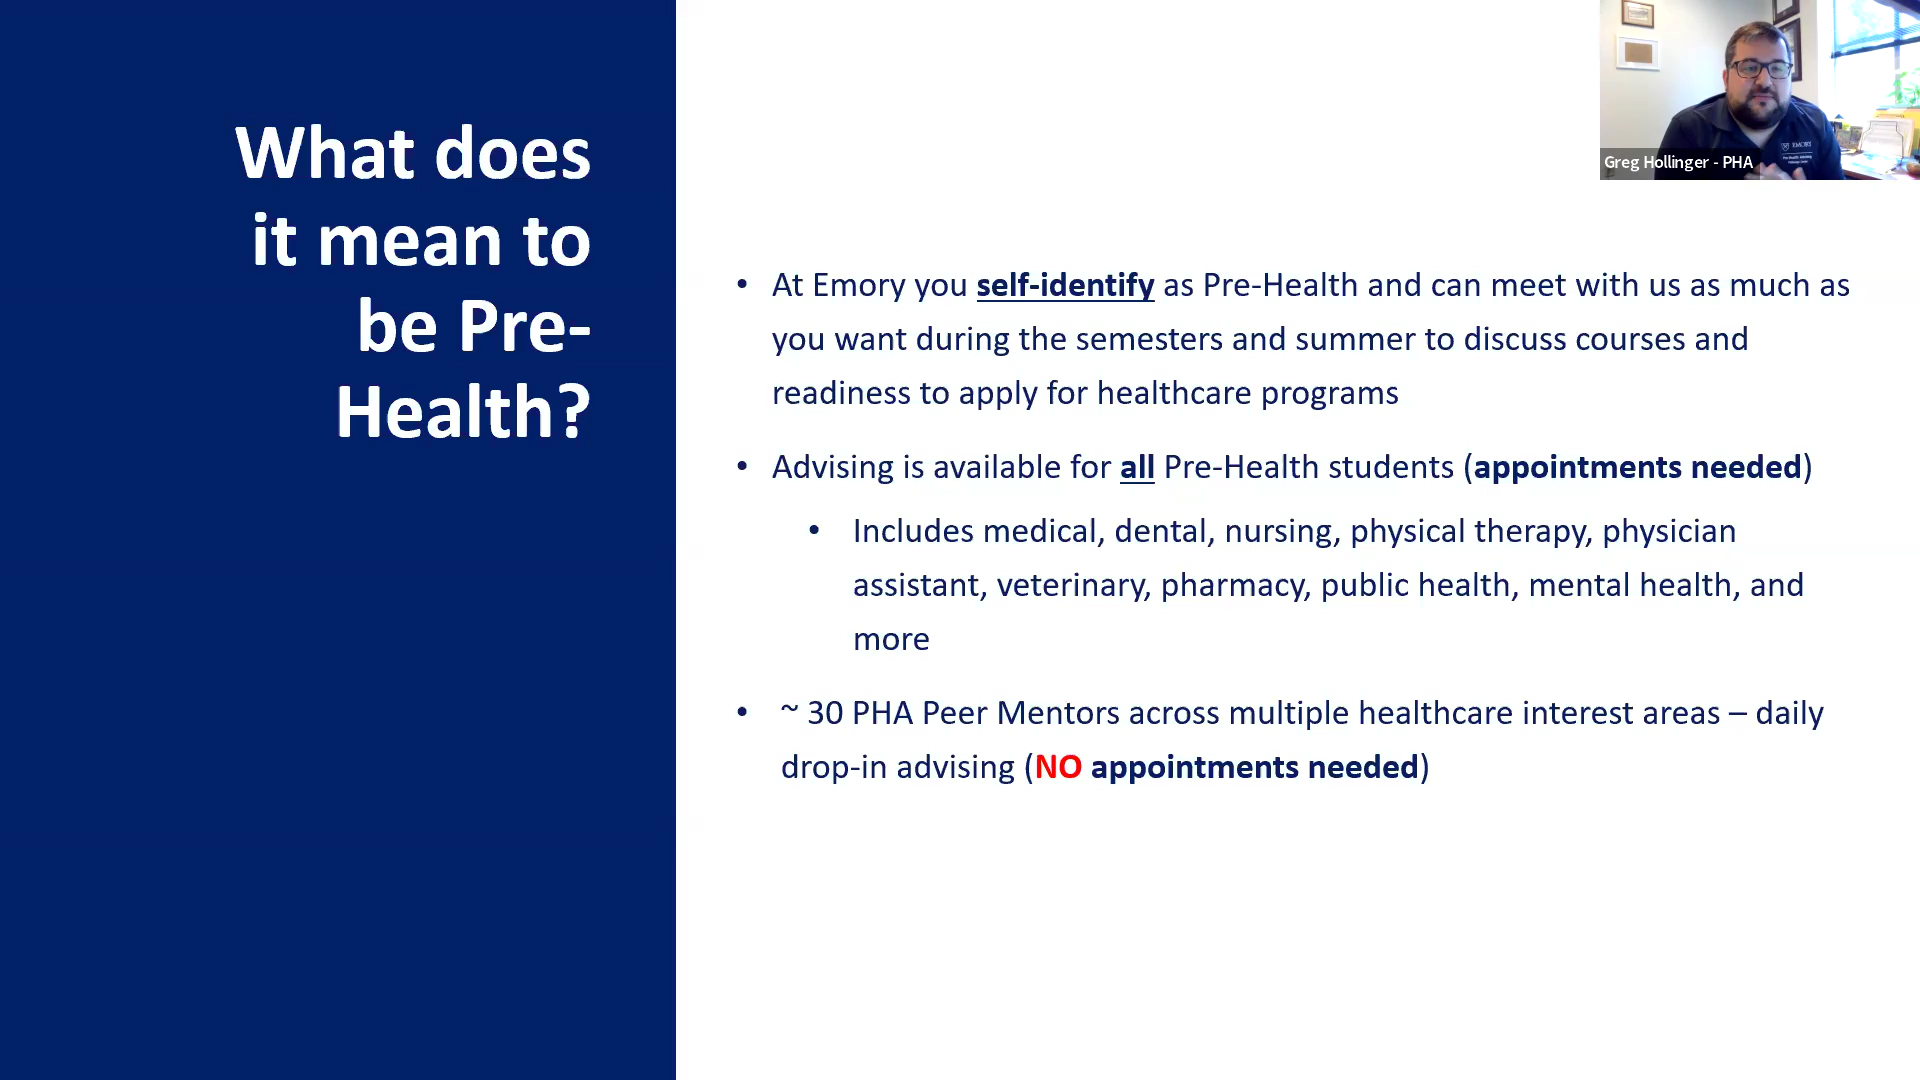 What does
it mean to
be Pre-
Health?
Greg Hollinger - PHA
EMORY
• At Emory you self-identify as Pre-Health and can meet with us as much as
you want during the semesters and summer to discuss courses and
readiness to apply for healthcare programs
• Advising is available for all Pre-Health students (appointments needed)
• Includes medical, dental, nursing, physical therapy, physician
assistant, veterinary, pharmacy, public health, mental health, and
more
• ~ 30 PHA Peer Mentors across multiple healthcare interest areas – daily
drop-in advising (NO appointments needed)